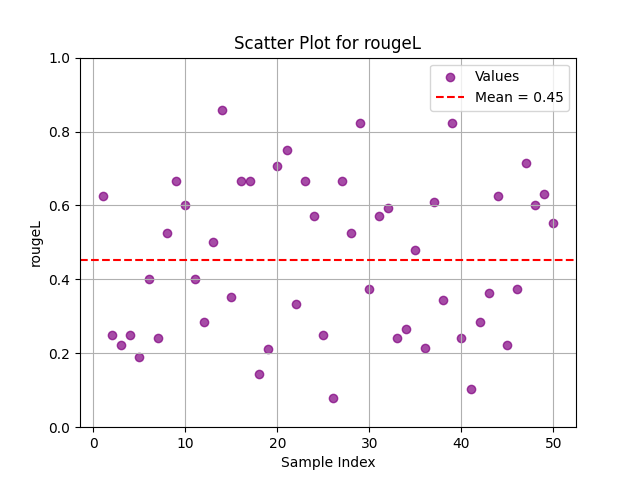 Scatter Plot for rougeL
Values
Mean = 0.45
rougeL
1.0
0.8
0.6
0.4
0.2
0.0
0 10 20 30 40 50
Sample Index